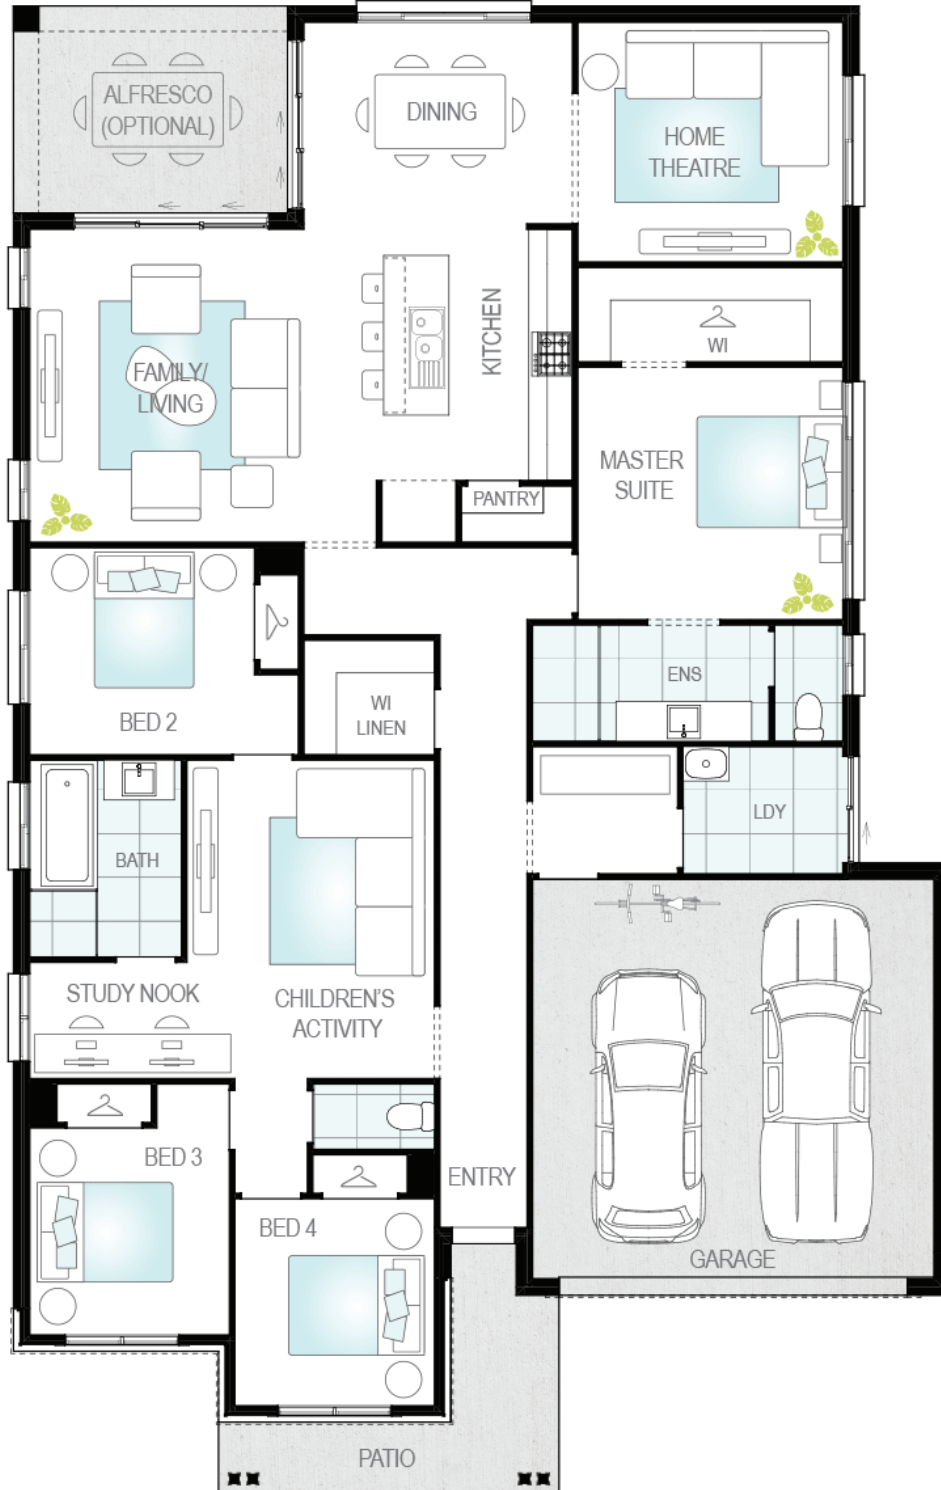 ALFRESCO
(OPTIONAL)
DINING
HOME
THEATRE
KITCHEN
WI
FAMILY/
LIVING
MASTER
SUITE
PANTRY
BED 2
WI
LINEN
ENS
LDY
BATH
STUDY NOOK
CHILDREN'S
ACTIVITY
BED 3
ENTRY
BED 4
GARAGE
PATIO